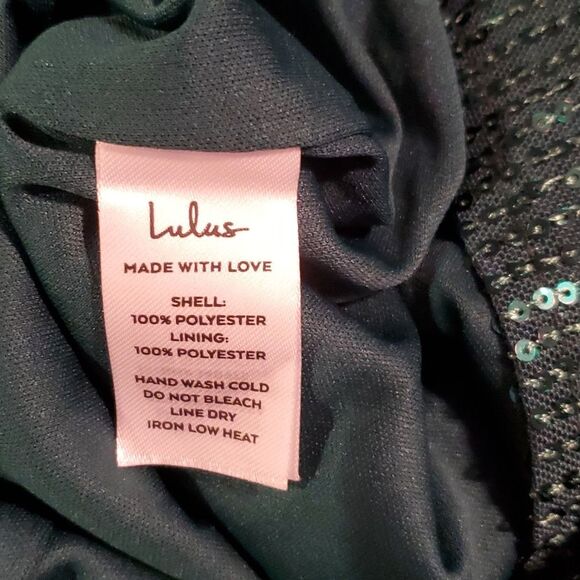 Lulus
MADE WITH LOVE
SHELL:
100% POLYESTER
LINING:
100% POLYESTER
HAND WASH COLD
DO NOT BLEACH
LINE DRY
IRON LOW HEAT